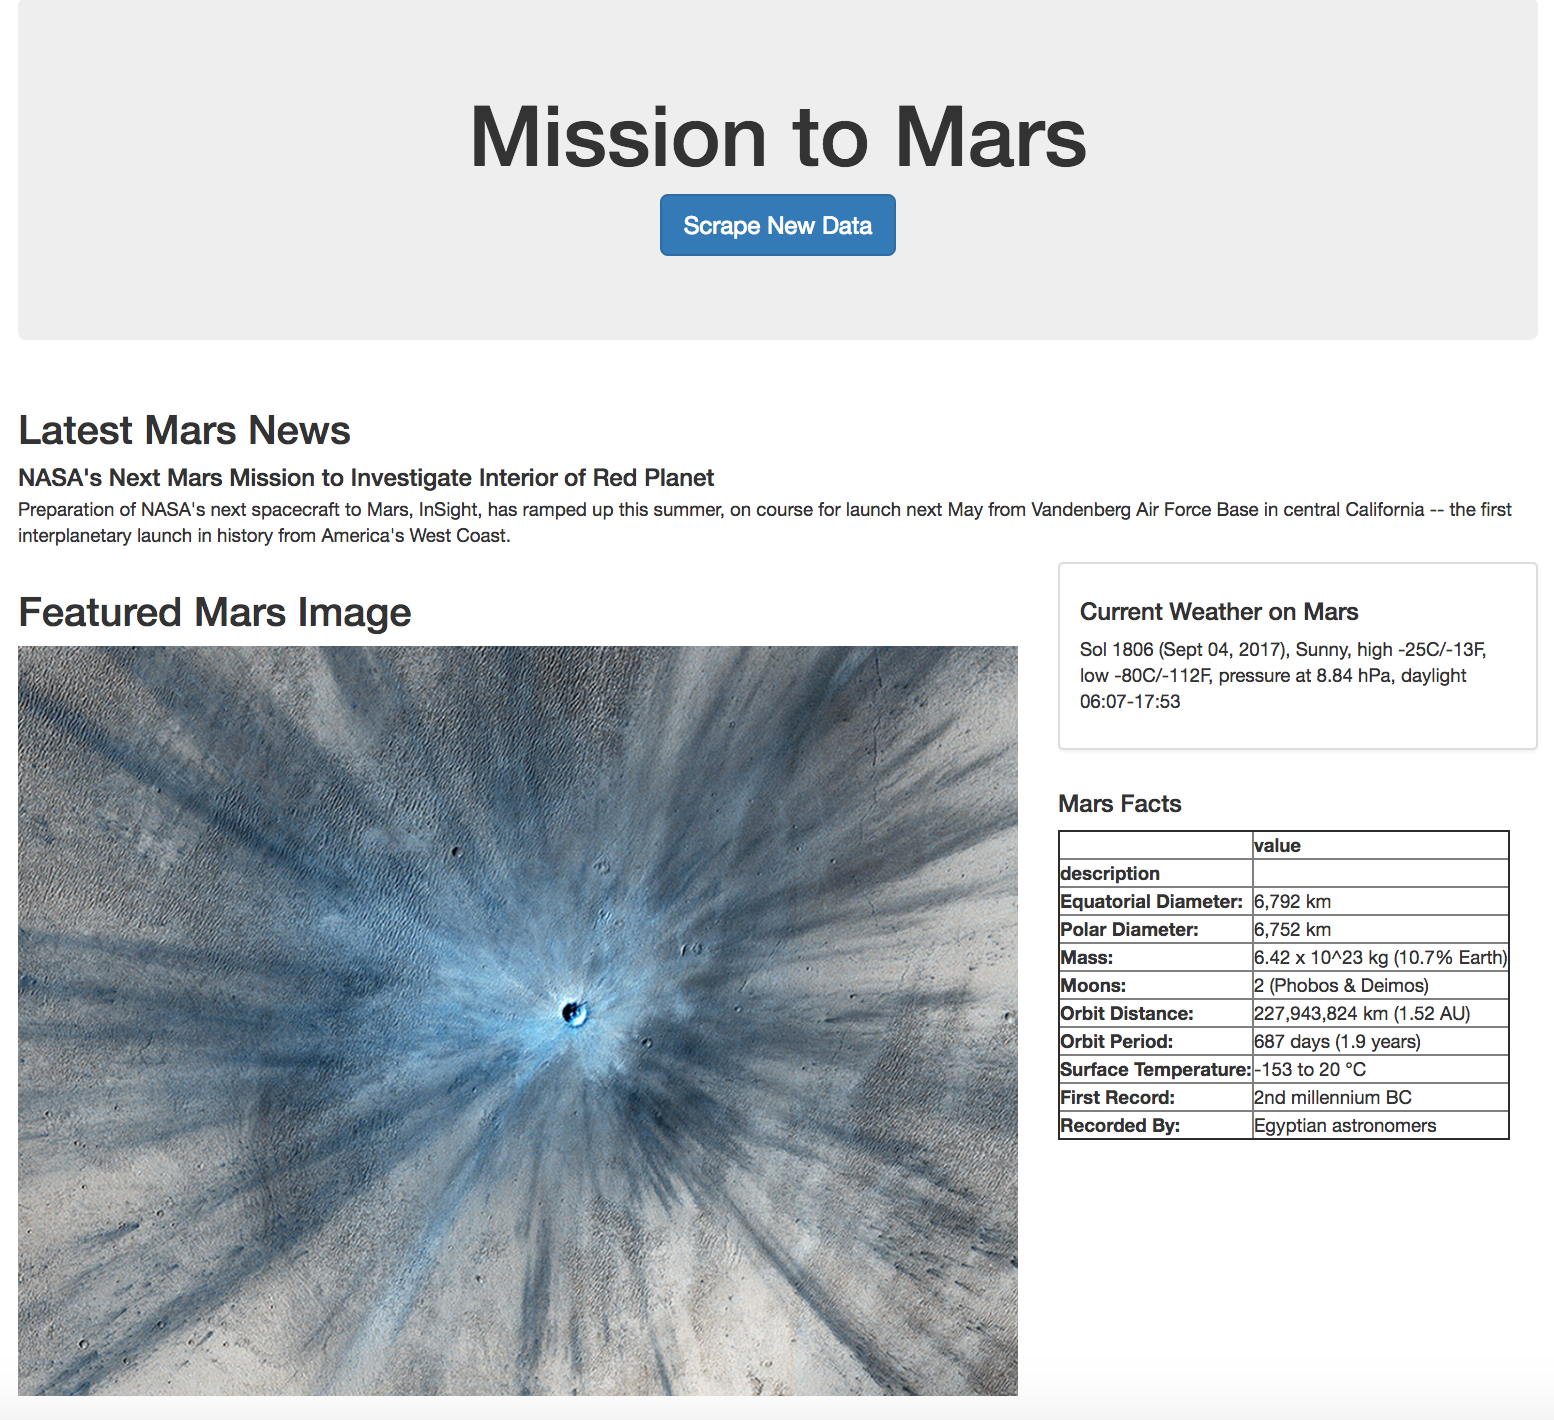 Mission to Mars
Scrape New Data
Latest Mars News
NASA's Next Mars Mission to Investigate Interior of Red Planet
Preparation of NASA's next spacecraft to Mars, InSight, has ramped up this summer, on course for launch next May from Vandenberg Air Force Base in central California -- the first
interplanetary launch in history from America's West Coast.
Featured Mars Image
Current Weather on Mars
Sol 1806 (Sept 04, 2017), Sunny, high -25C/-13F,
low -80C/-112F, pressure at 8.84 hPa, daylight
06:07-17:53
Mars Facts
value
description
Equatorial Diameter: 6,792 km
Polar Diameter: 6,752 km
Mass: 6.42 x 10^23 kg (10.7% Earth)
Moons: 2 (Phobos & Deimos)
Orbit Distance: 227,943,824 km (1.52 AU)
Orbit Period: 687 days (1.9 years)
Surface Temperature: -153 to 20 °C
First Record: 2nd millennium BC
Recorded By: Egyptian astronomers